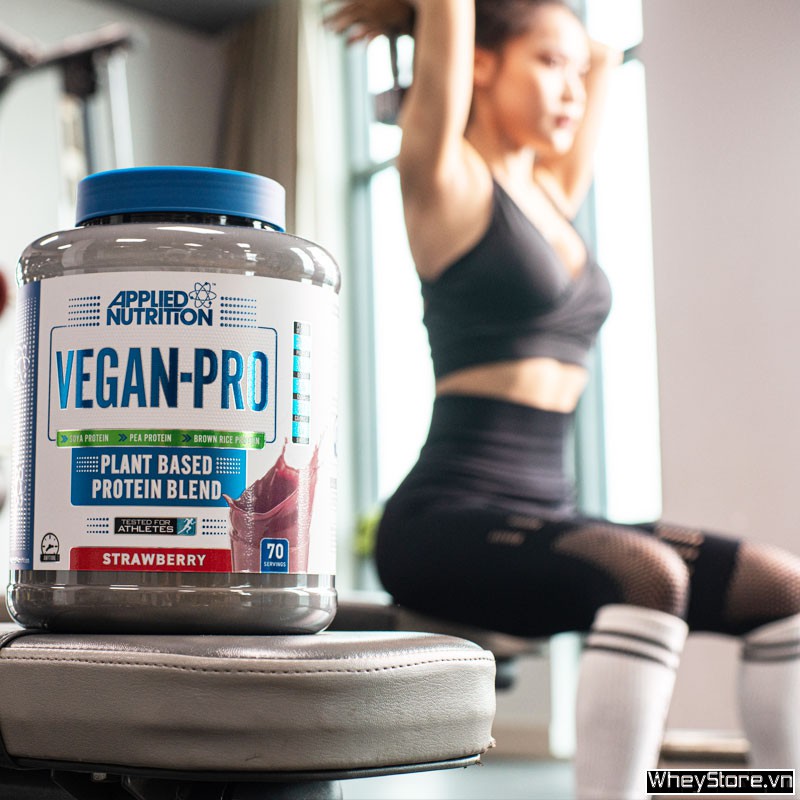 APPLIED
NUTRITION
VEGAN-PRO
SOYA PROTEIN PEA PROTEIN BROWN RICE PROTEIN
PLANT BASED
PROTEIN BLEND
TESTED FOR
ATHLETES
STRAWBERRY
70
SERVINGS
ANYTIME
WheyStore.vn